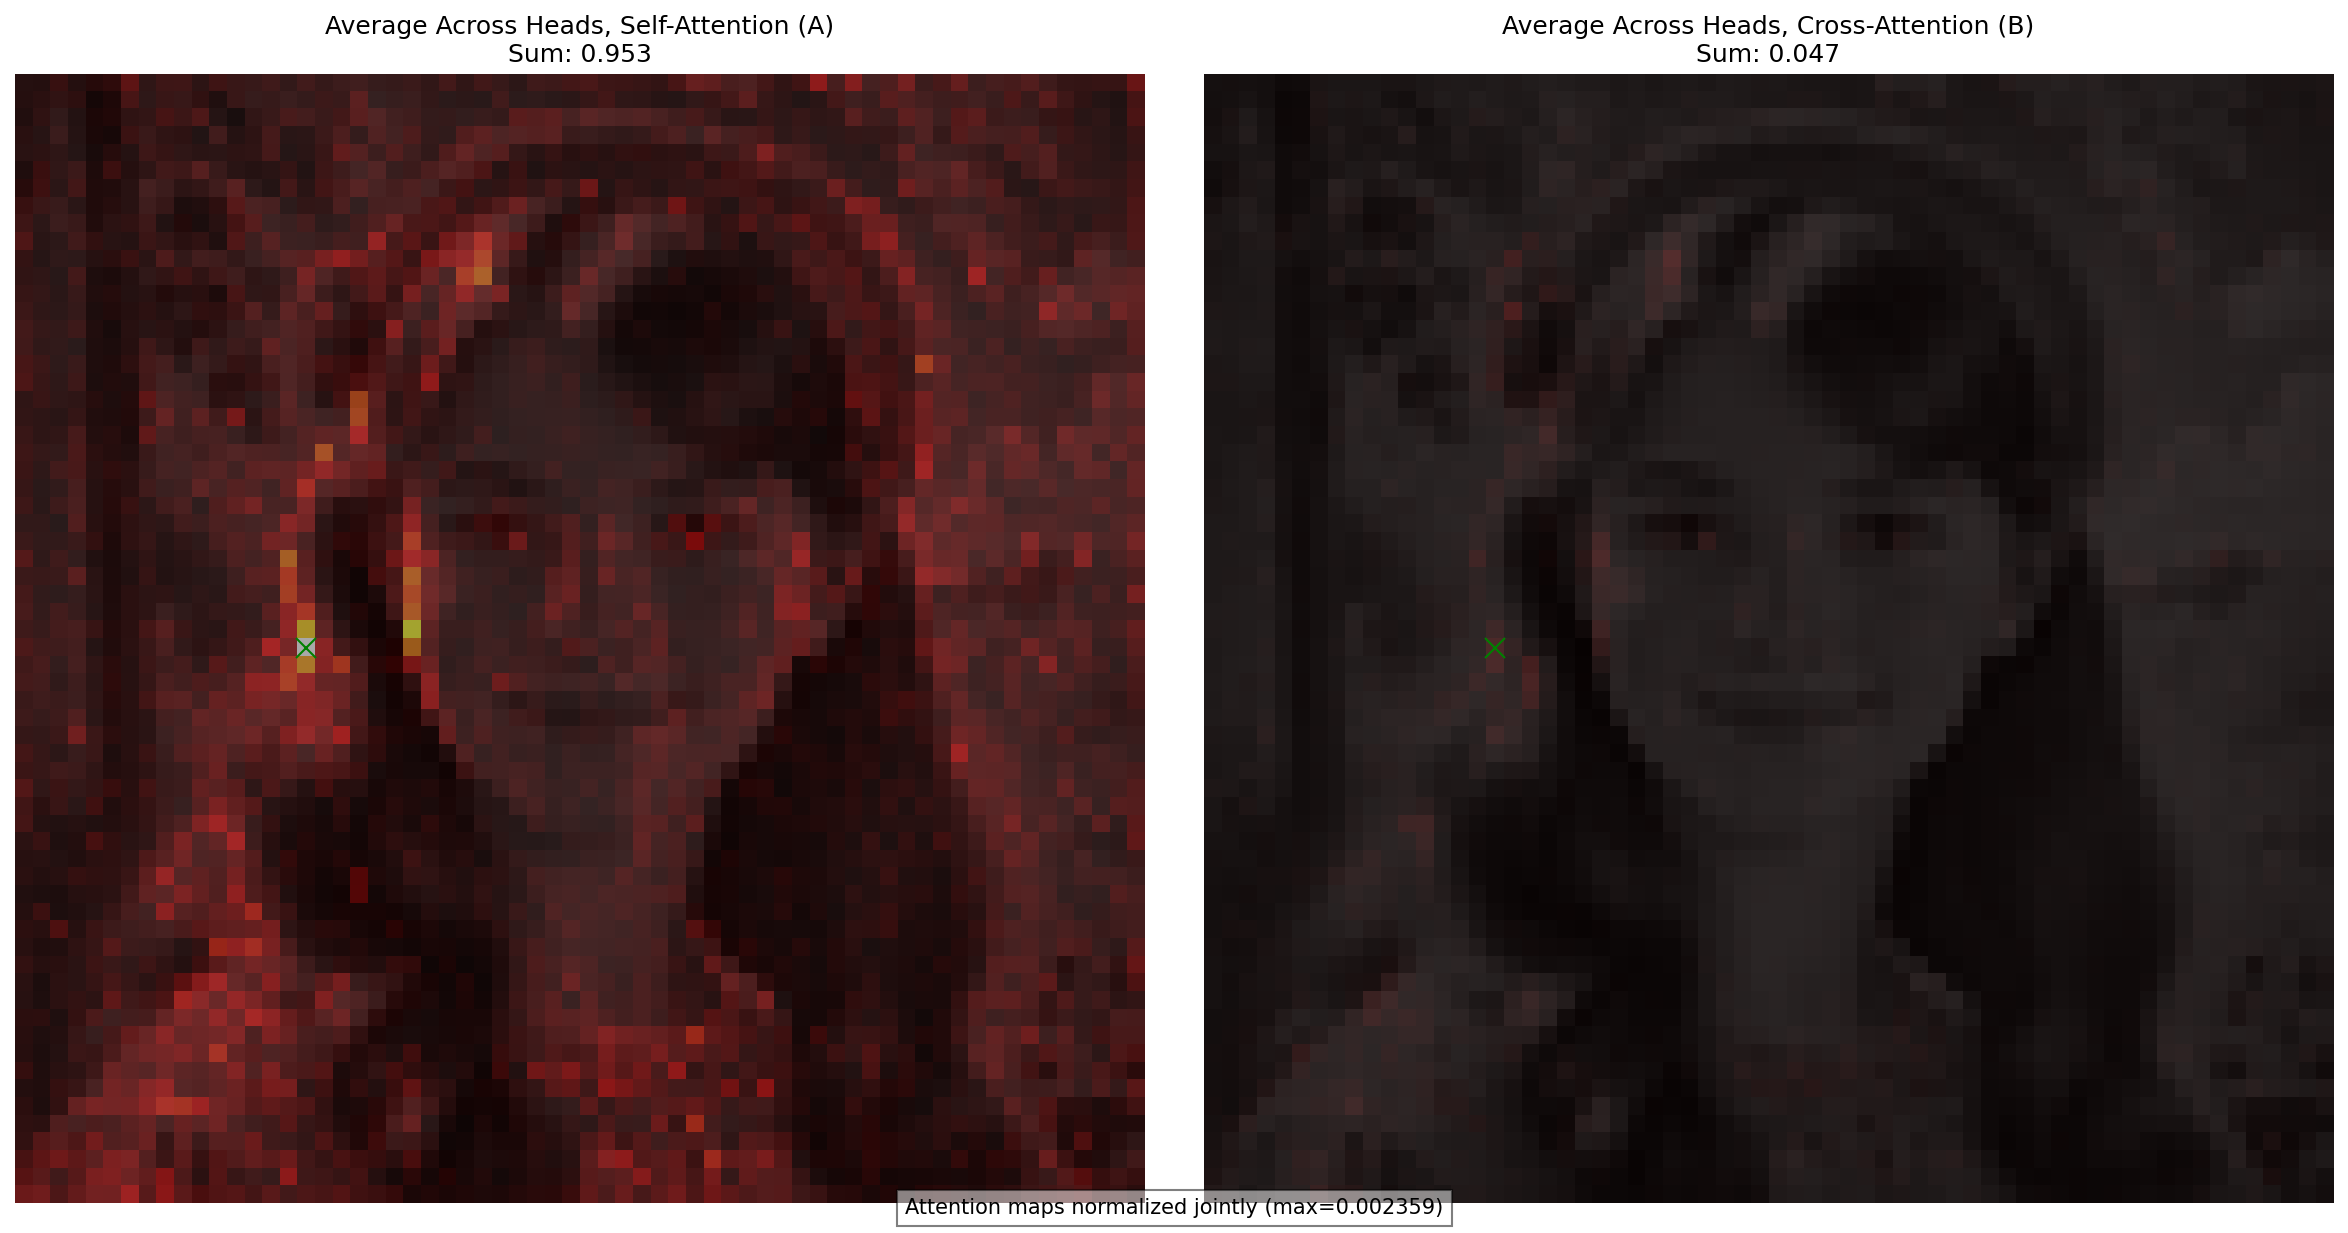 Average Across Heads, Self-Attention (A)
Sum: 0.953
Average Across Heads, Cross-Attention (B)
Sum: 0.047
Attention maps normalized jointly (max=0.002359)